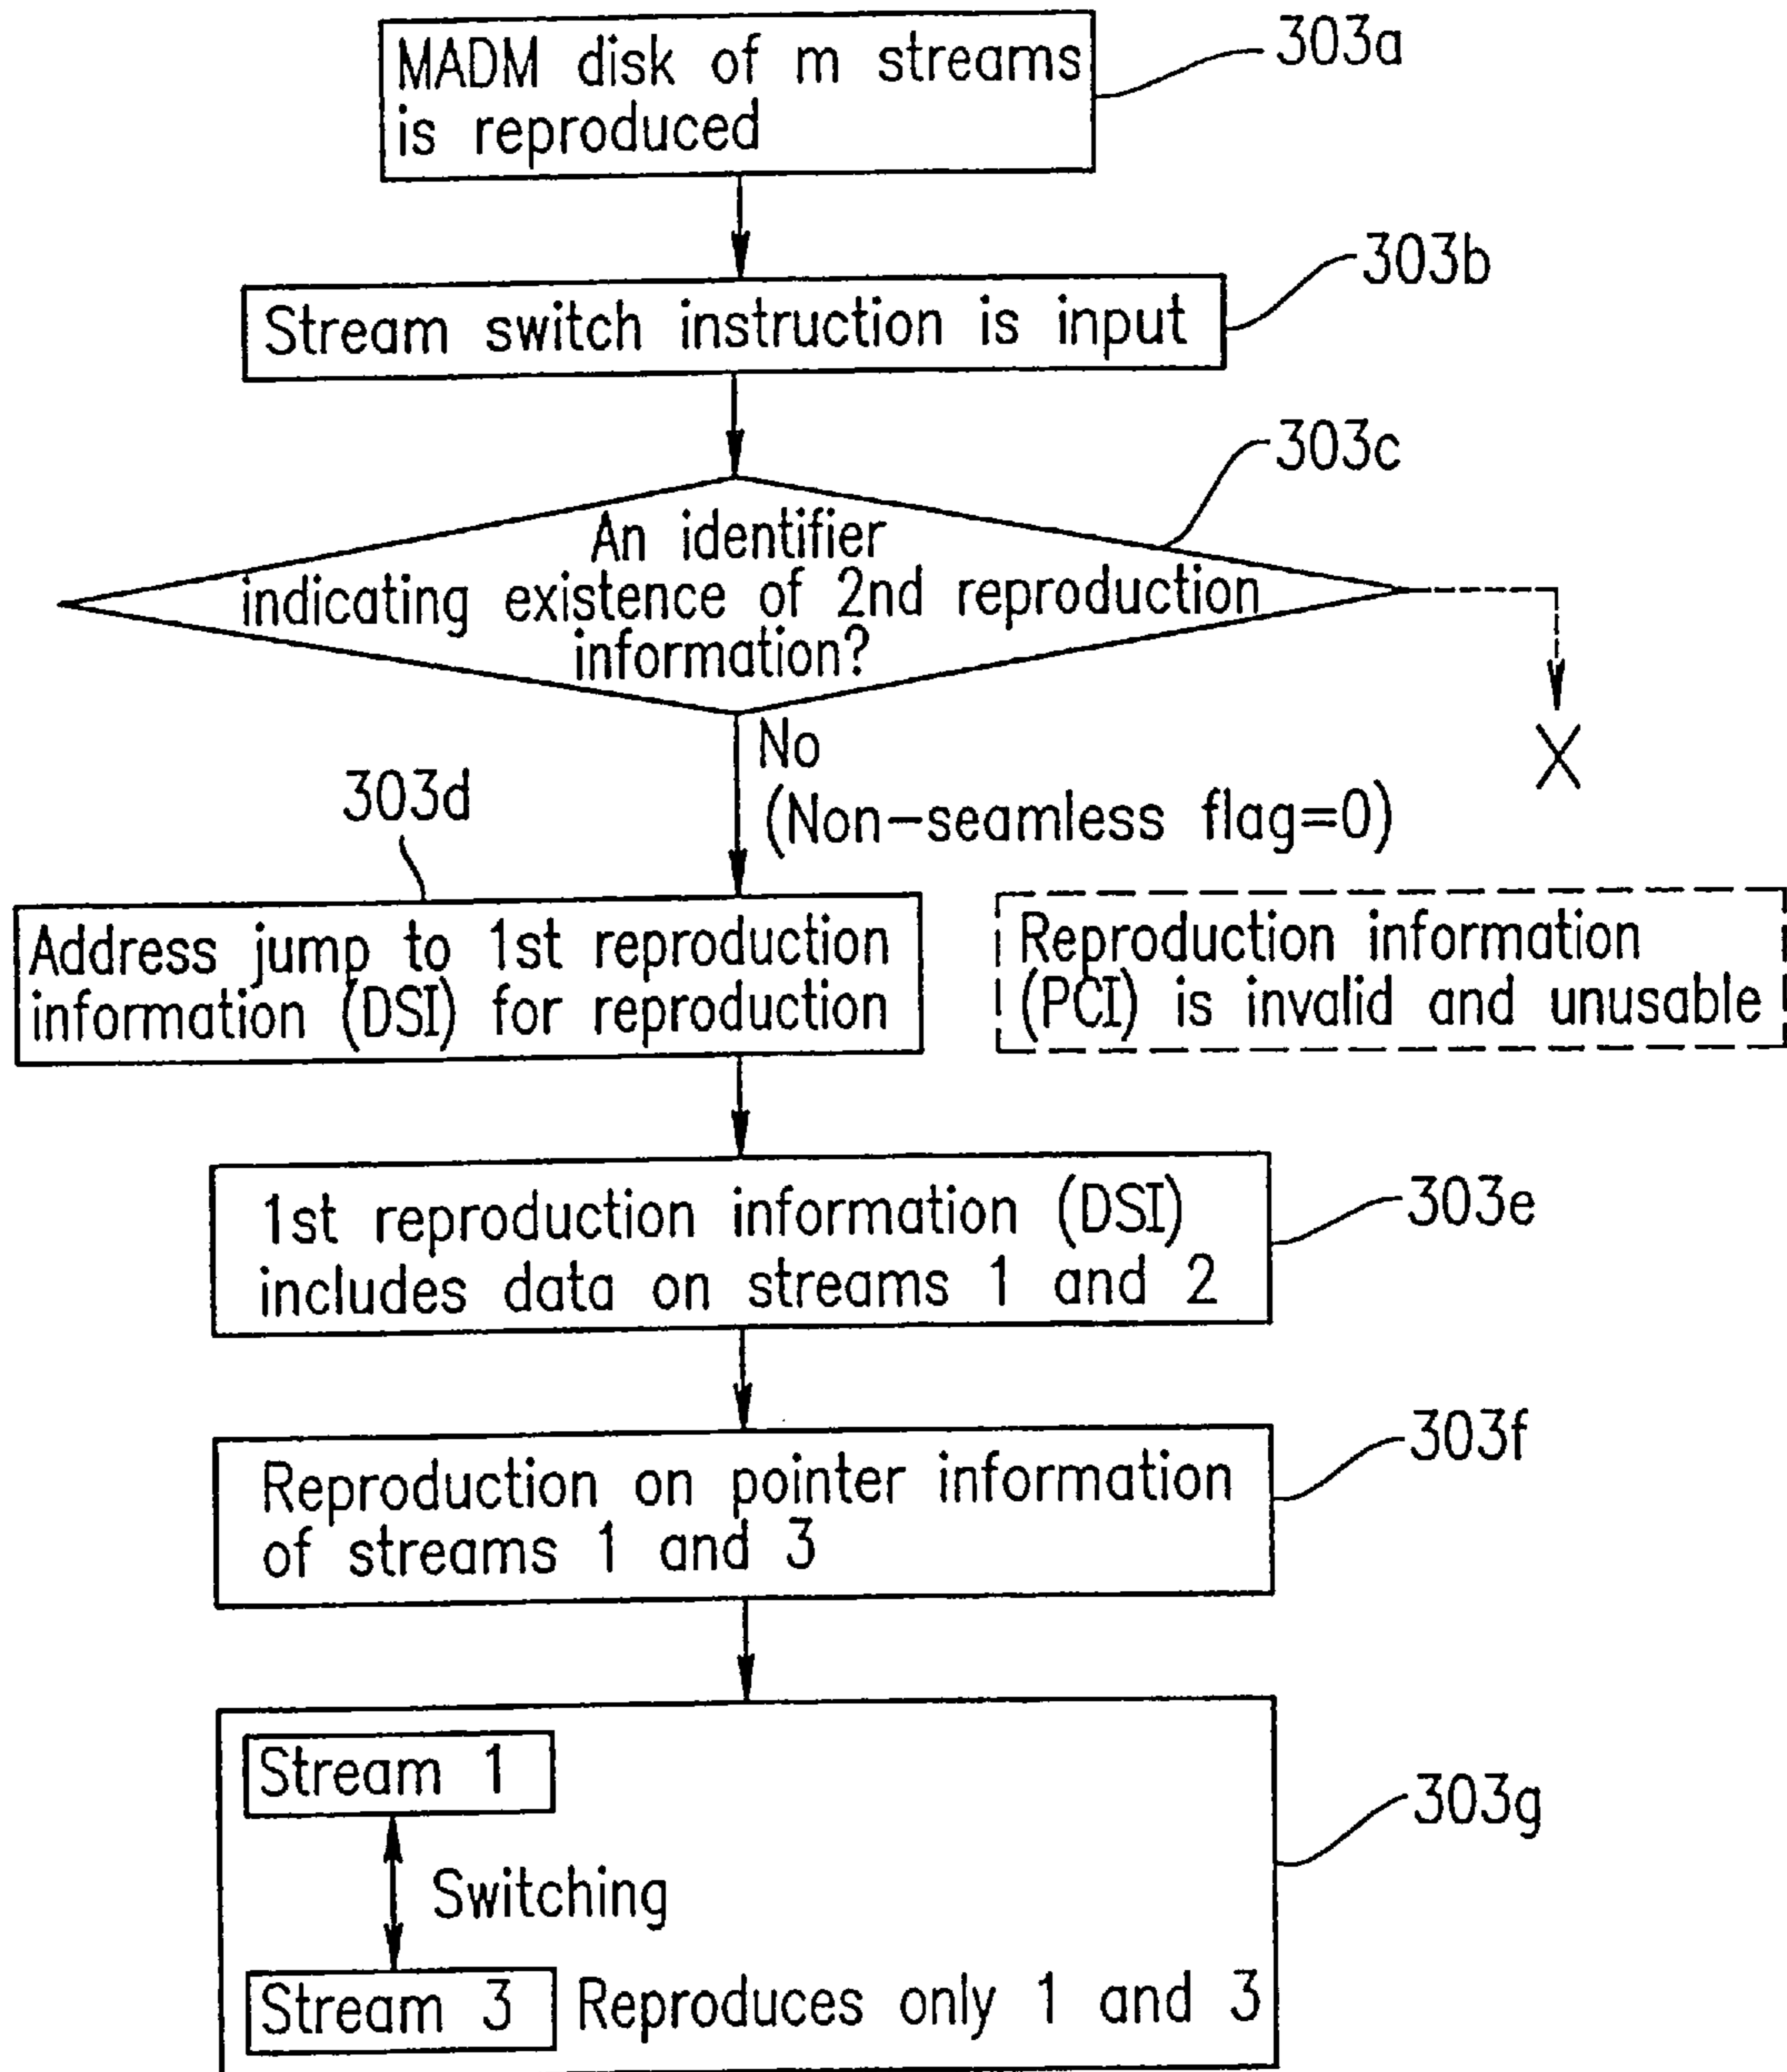 MADM disk of m streams
is reproduced
303a
Stream switch instruction is input
303b
303c
An identifier
indicating existence of 2nd reproduction
information?
No
(Non-seamless flag=0)
X
303d
Address jump to 1st reproduction
information (DSI) for reproduction
Reproduction information
(PCI) is invalid and unusable
1st reproduction information (DSI)
includes data on streams 1 and 2
303e
Reproduction on pointer information
of streams 1 and 3
303f
Stream 1
303g
Switching
Stream 3
Reproduces only 1 and 3